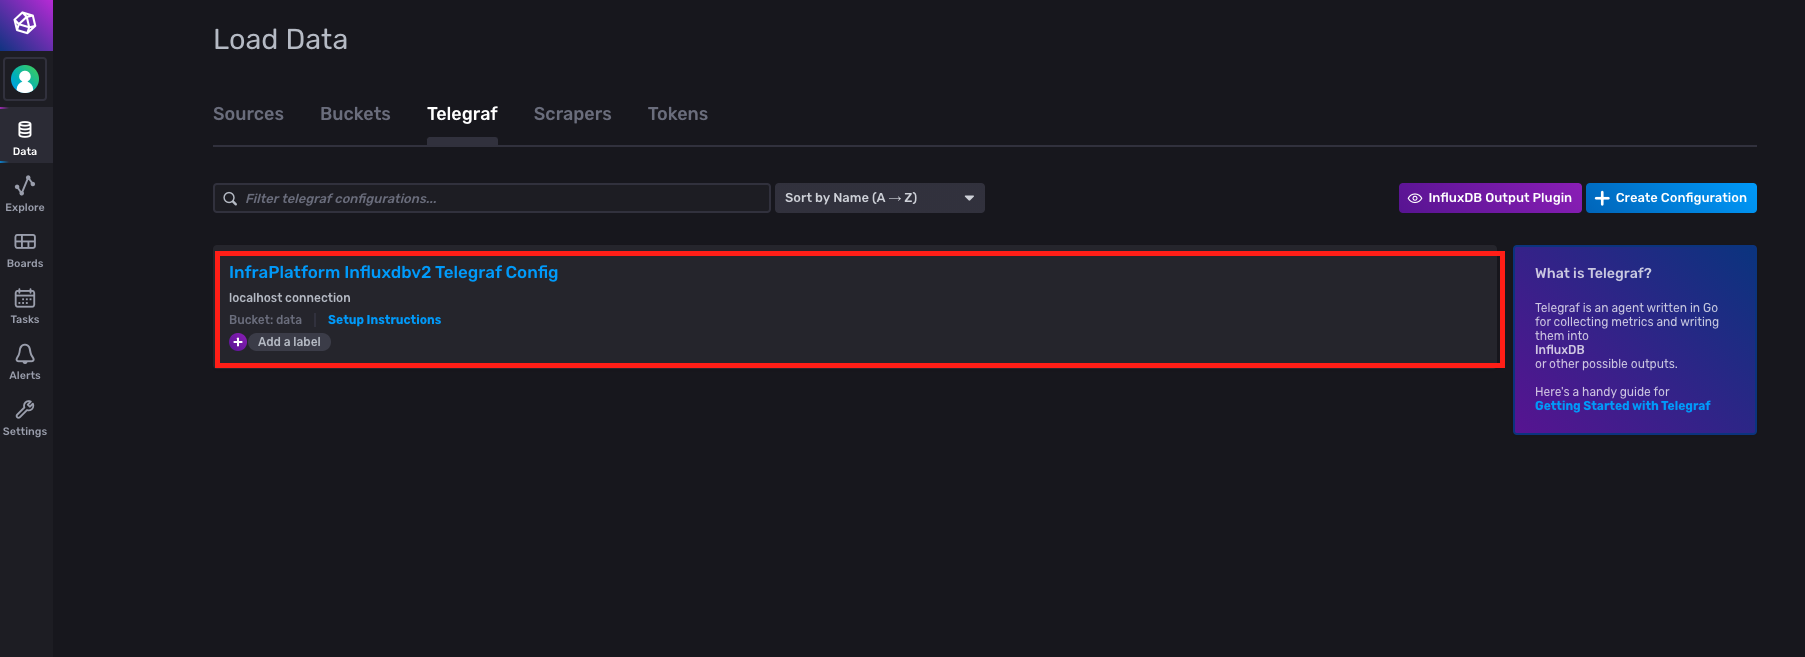 Load Data
Sources
Buckets
Telegraf
Scrapers
Tokens
Data
Explore
Boards
Tasks
Alerts
Settings
Filter telegraf configurations...
Sort by Name (A → Z)
InfluxDB Output Plugin
Create Configuration
InfraPlatform Influxdbv2 Telegraf Config
localhost connection
Bucket: data
Setup Instructions
Add a label
What is Telegraf?
Telegraf is an agent written in Go
for collecting metrics and writing
them into
InfluxDB
or other possible outputs.
Here's a handy guide for
Getting Started with Telegraf